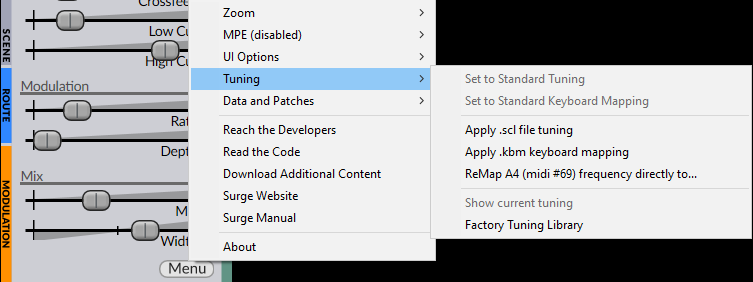 Crossfeed
Low Cu
High Cu
SCENE
ROUTE
MODULATION
Modulation
Rat
Dept
Mix
M
Widt
Menu
Zoom
MPE (disabled)
UI Options
Tuning
Data and Patches
Reach the Developers
Read the Code
Download Additional Content
Surge Website
Surge Manual
About
Set to Standard Tuning
Set to Standard Keyboard Mapping
Apply .scl file tuning
Apply .kbm keyboard mapping
ReMap A4 (midi #69) frequency directly to...
Show current tuning
Factory Tuning Library